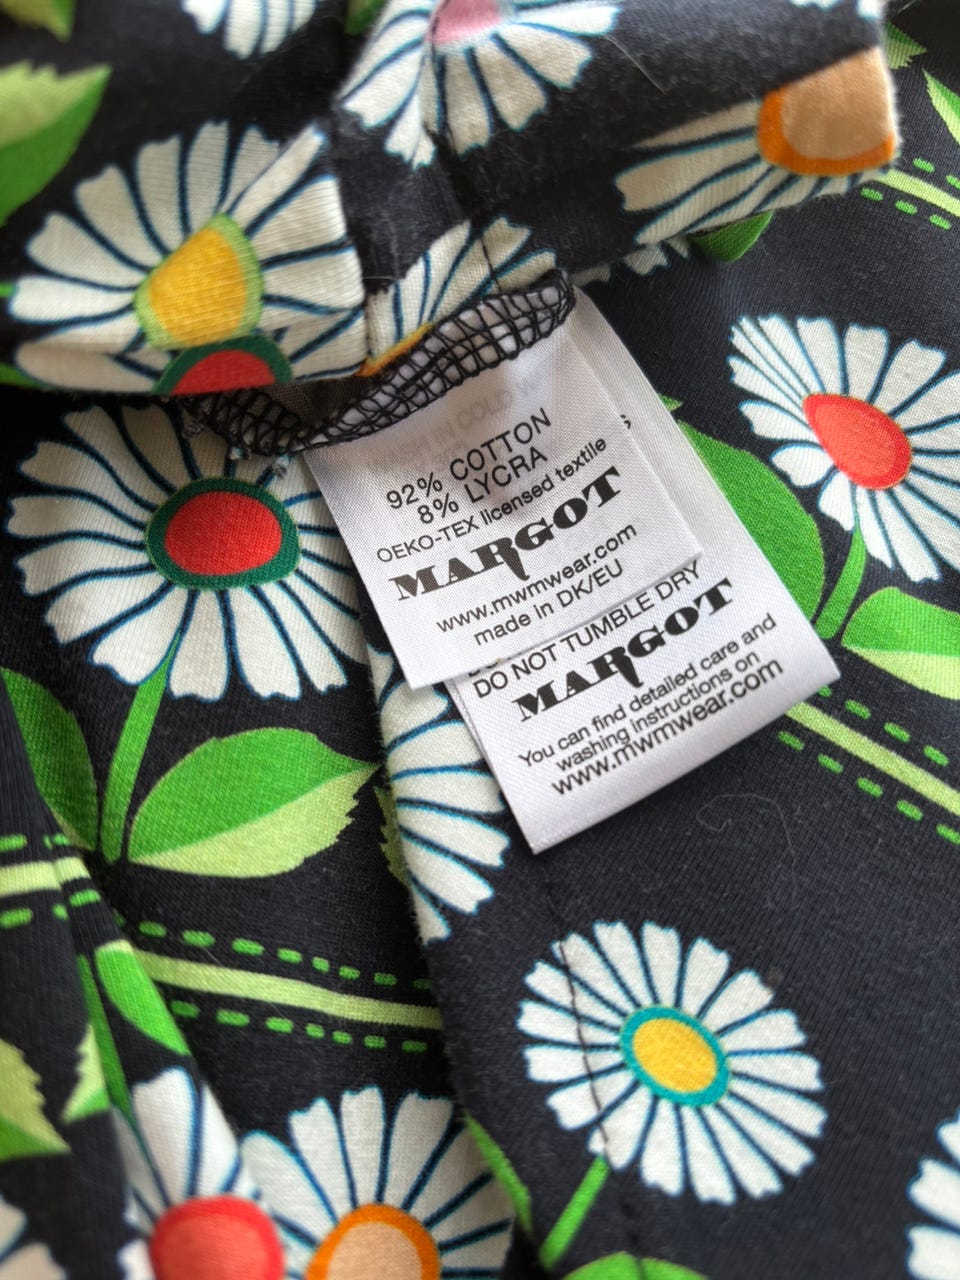 92% COTTON
8% LYCRA
OEKO-TEX licensed textile
MARGOT
www.mwmwear.com
made in DK/EU
DO NOT TUMBLE DRY
MARGOT
You can find detailed care and
washing instructions on
www.mwmwear.com